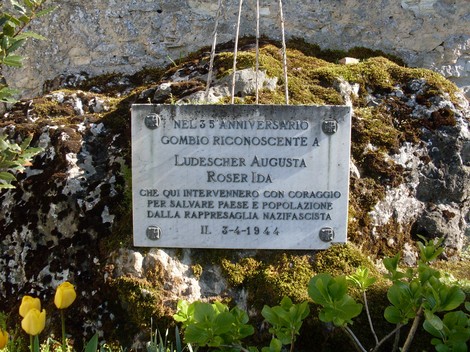 NEL 35 ANNIVERSARIO
GOMBIO RICONOSCENTE A
LUDESCHER AUGUSTA
ROSER IDA
CHE QUI INTERVENNERO CON CORAGGIO
PER SALVARE PAESE E POPOLAZIONE
DALLA RAPPRESAGLIA NAZIFASCISTA
IL 3-4-1944